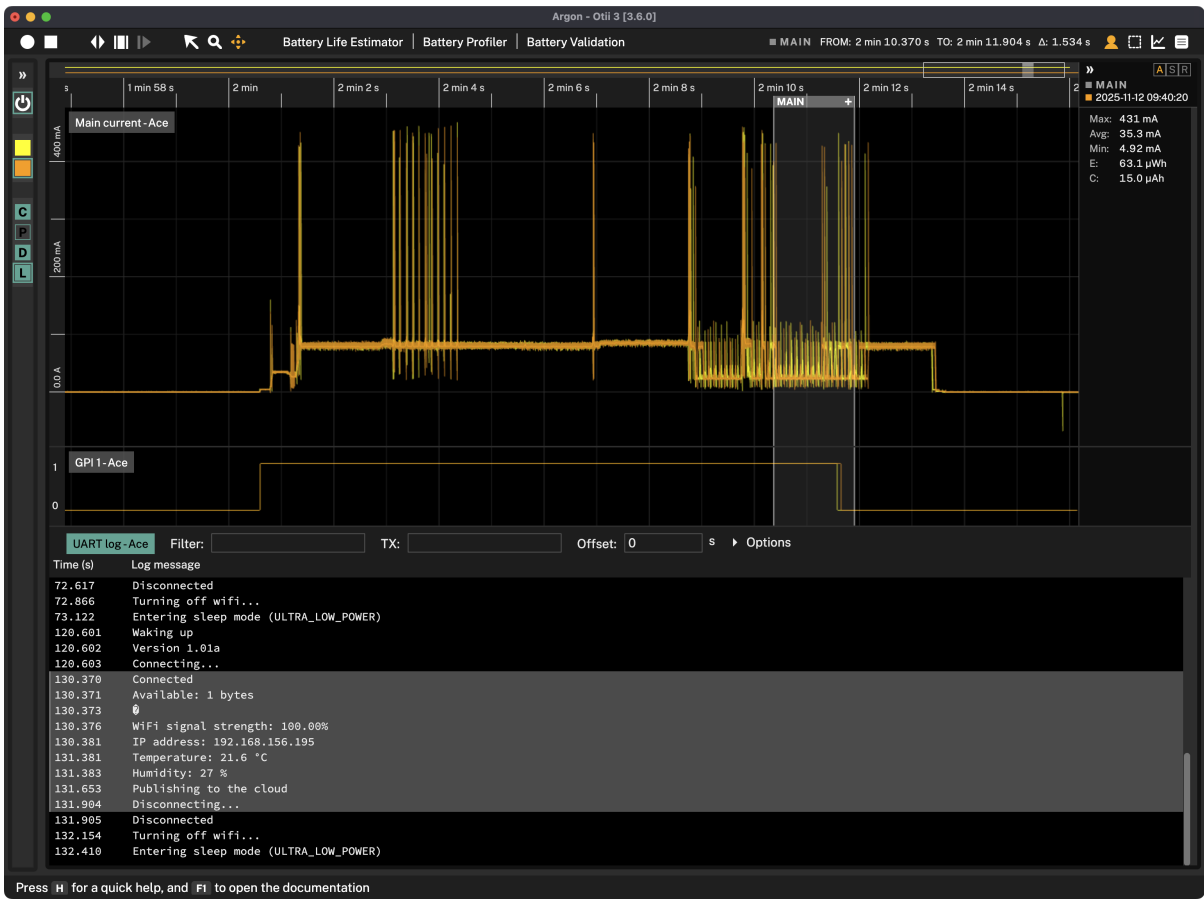 Argon - Otii 3 [3.6.0]
Battery Life Estimator | Battery Profiler | Battery Validation
MAIN FROM: 2 min 10.370 s TO: 2 min 11.904 s Δ: 1.534 s
»
C
P
D
L
s 1 min 58 s 2 min 2 min 2 s 2 min 4 s 2 min 6 s 2 min 8 s 2 min 10 s 2 min 12 s 2 min 14 s 2
MAIN +
Main current - Ace
400 mA
200 mA
0.0 A
» A S R
MAIN
2025-11-12 09:40:20
Max: 431 mA
Avg: 35.3 mA
Min: 4.92 mA
E: 63.1 µWh
C: 15.0 µAh
GPI 1 - Ace
1
0
UART log - Ace Filter: TX: Offset: 0 s Options
Time (s) Log message
72.617 Disconnected
72.866 Turning off wifi...
73.122 Entering sleep mode (ULTRA_LOW_POWER)
120.601 Waking up
120.602 Version 1.01a
120.603 Connecting...
130.370 Connected
130.371 Available: 1 bytes
130.373 �
130.376 WiFi signal strength: 100.00%
130.381 IP address: 192.168.156.195
131.381 Temperature: 21.6 °C
131.383 Humidity: 27 %
131.653 Publishing to the cloud
131.904 Disconnecting...
131.905 Disconnected
132.154 Turning off wifi...
132.410 Entering sleep mode (ULTRA_LOW_POWER)
Press H for a quick help, and F1 to open the documentation